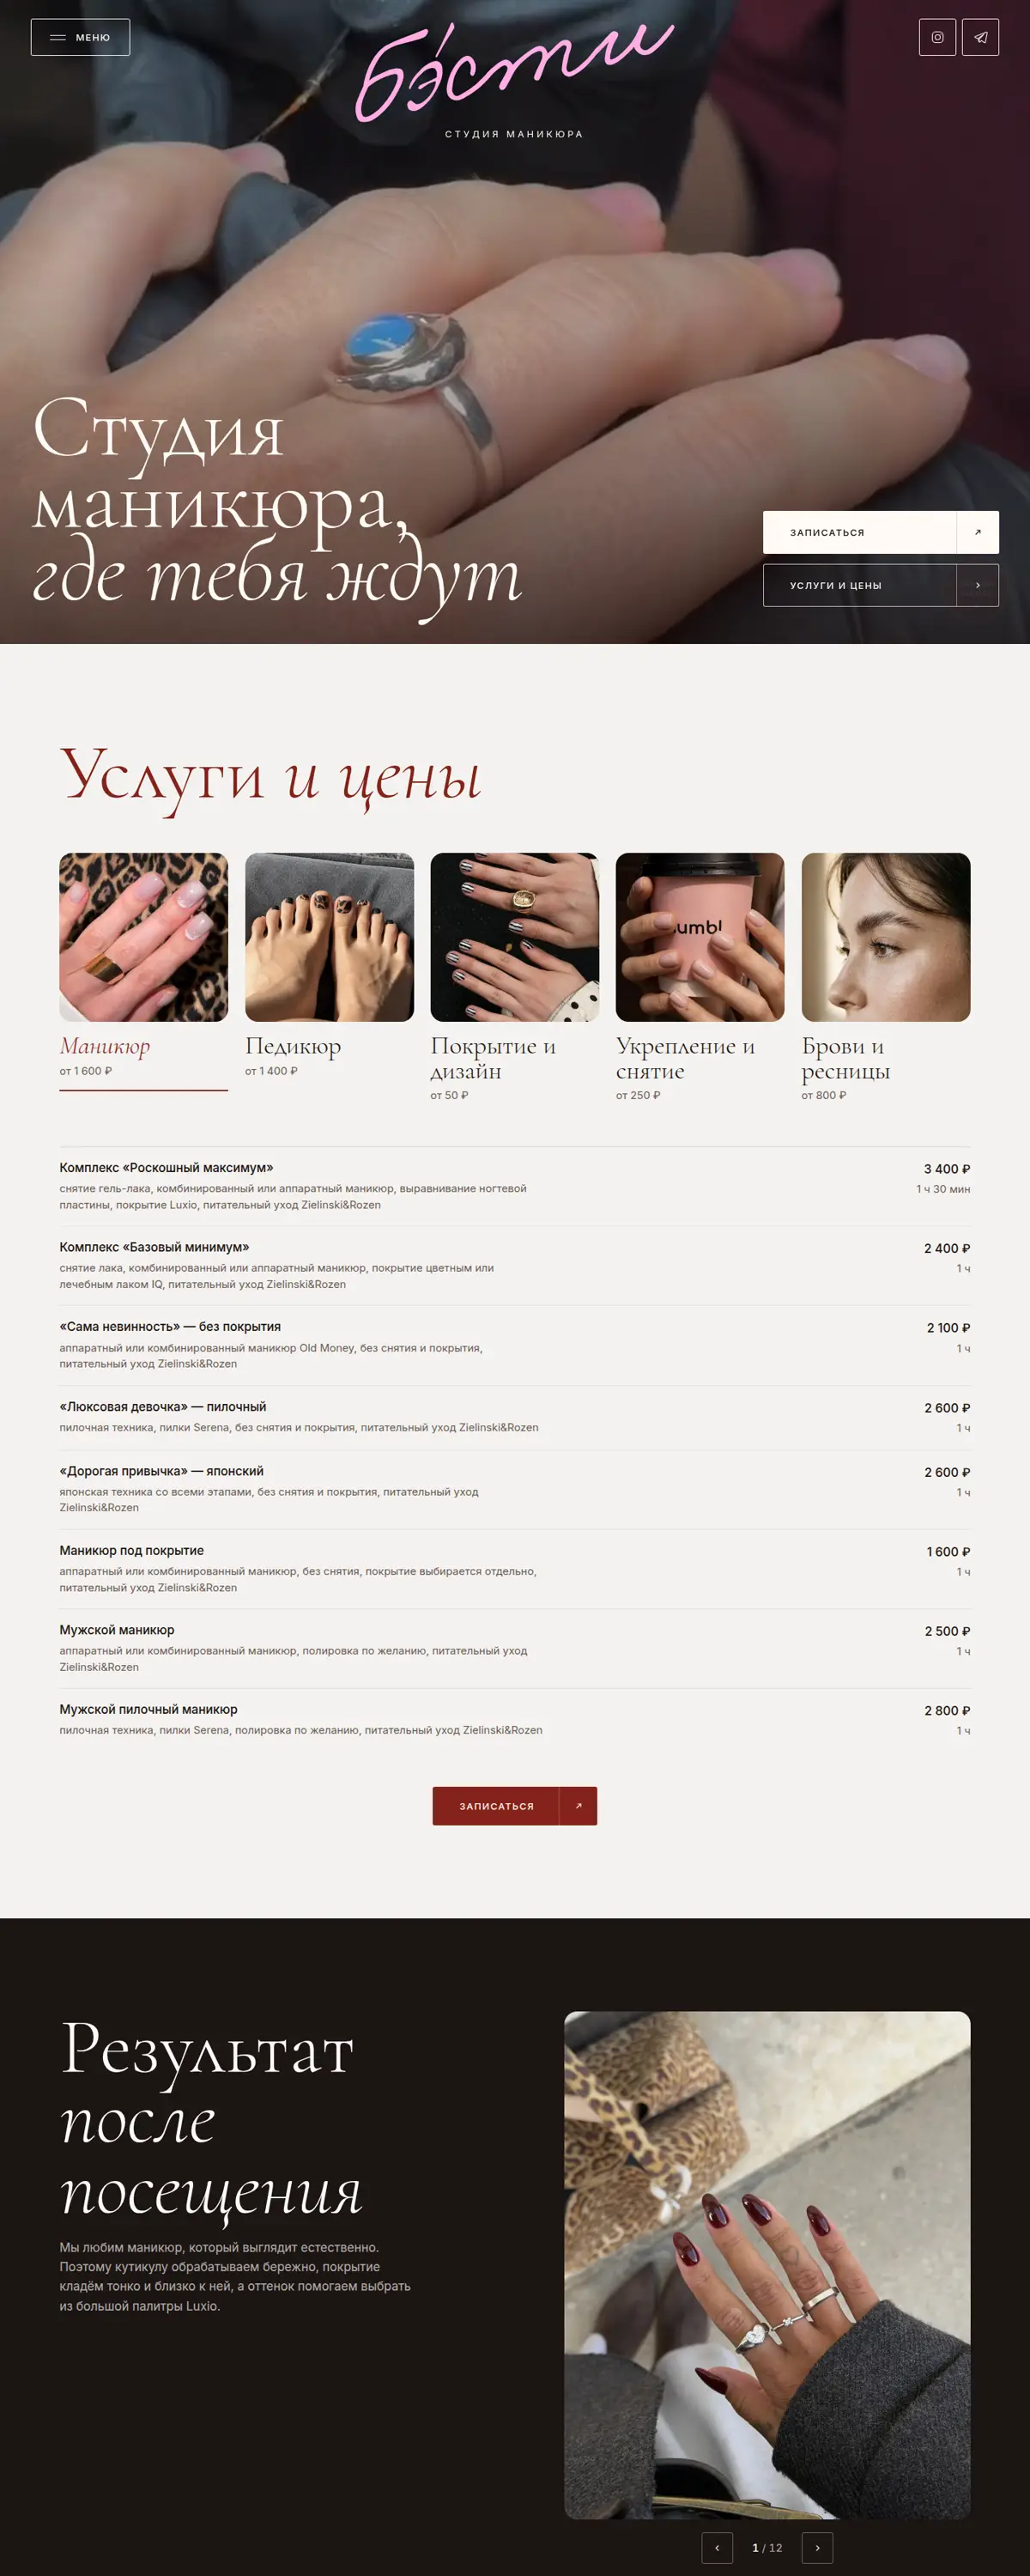 МЕНЮ
бэ́сти
СТУДИЯ МАНИКЮРА
Студия
маникюра,
где тебя ждут
ЗАПИСАТЬСЯ
УСЛУГИ И ЦЕНЫ
Услуги и цены
umbl
Маникюр
от 1 600 ₽
Педикюр
от 1 400 ₽
Покрытие и
дизайн
от 50 ₽
Укрепление и
снятие
от 250 ₽
Брови и
ресницы
от 800 ₽
Комплекс «Роскошный максимум»
3 400 ₽
снятие гель-лака, комбинированный или аппаратный маникюр, выравнивание ногтевой
1 ч 30 мин
пластины, покрытие Luxio, питательный уход Zielinski&Rozen
Комплекс «Базовый минимум»
2 400 ₽
снятие лака, комбинированный или аппаратный маникюр, покрытие цветным или
1 ч
лечебным лаком IQ, питательный уход Zielinski&Rozen
«Сама невинность» — без покрытия
2 100 ₽
аппаратный или комбинированный маникюр Old Money, без снятия и покрытия,
1 ч
питательный уход Zielinski&Rozen
«Люксовая девочка» — пилочный
2 600 ₽
пилочная техника, пилки Serena, без снятия и покрытия, питательный уход Zielinski&Rozen
1 ч
«Дорогая привычка» — японский
2 600 ₽
японская техника со всеми этапами, без снятия и покрытия, питательный уход
1 ч
Zielinski&Rozen
Маникюр под покрытие
1 600 ₽
аппаратный или комбинированный маникюр, без снятия, покрытие выбирается отдельно,
1 ч
питательный уход Zielinski&Rozen
Мужской маникюр
2 500 ₽
аппаратный или комбинированный маникюр, полировка по желанию, питательный уход
1 ч
Zielinski&Rozen
Мужской пилочный маникюр
2 800 ₽
пилочная техника, пилки Serena, полировка по желанию, питательный уход Zielinski&Rozen
1 ч
ЗАПИСАТЬСЯ
Результат
после
посещения
Мы любим маникюр, который выглядит естественно.
Поэтому кутикулу обрабатываем бережно, покрытие
кладём тонко и близко к ней, а оттенок помогаем выбрать
из большой палитры Luxio.
1 / 12